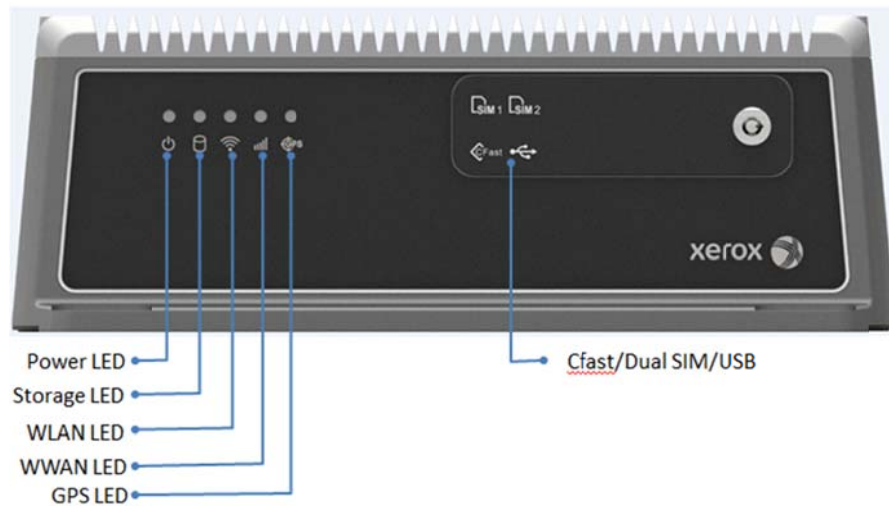 SIM 1 SIM 2
CFast
GPS
xerox
Power LED
Cfast/Dual SIM/USB
Storage LED
WLAN LED
WWAN LED
GPS LED